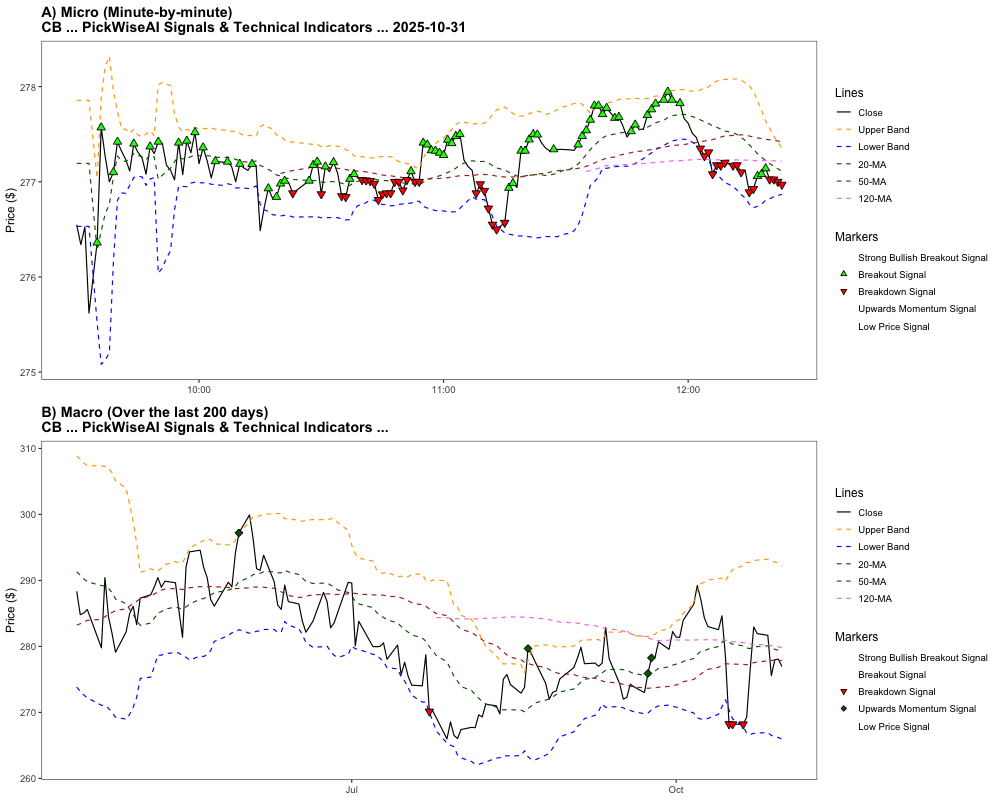 A) Micro (Minute-by-minute)
CB ... PickWiseAI Signals & Technical Indicators ... 2025-10-31
Price ($)
278
277
276
275
10:00
11:00
12:00
Lines
Close
Upper Band
Lower Band
20-MA
50-MA
120-MA
Markers
Strong Bullish Breakout Signal
Breakout Signal
Breakdown Signal
Upwards Momentum Signal
Low Price Signal
B) Macro (Over the last 200 days)
CB ... PickWiseAI Signals & Technical Indicators ...
Price ($)
310
300
290
280
270
260
Jul
Oct
Lines
Close
Upper Band
Lower Band
20-MA
50-MA
120-MA
Markers
Strong Bullish Breakout Signal
Breakout Signal
Breakdown Signal
Upwards Momentum Signal
Low Price Signal